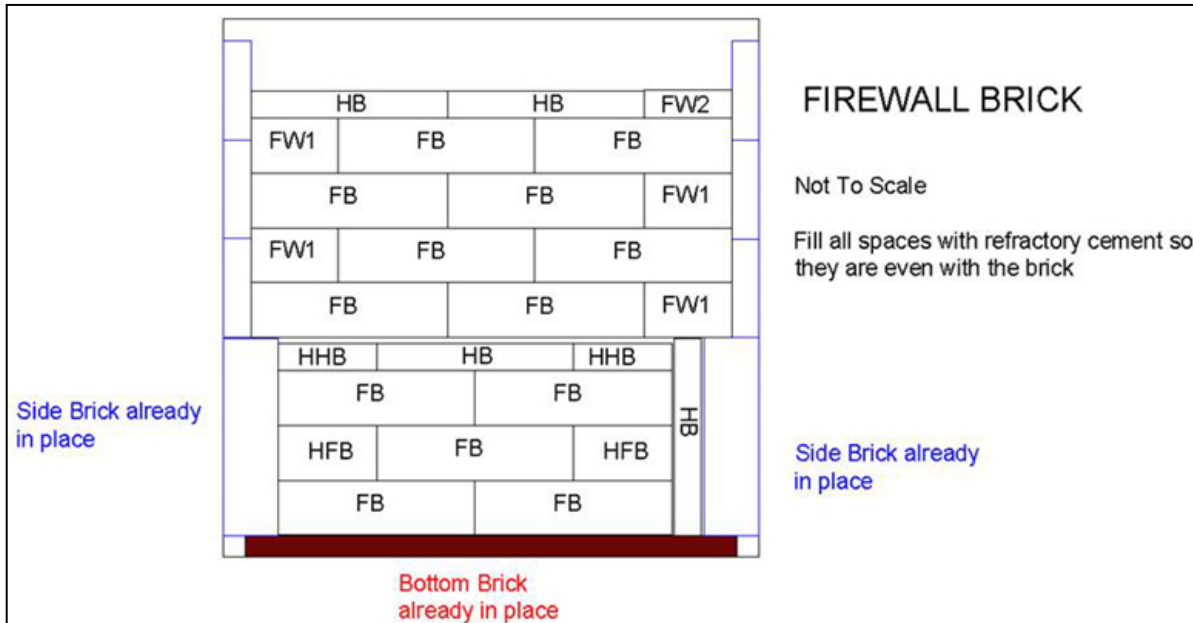 HB HB FW2
FIREWALL BRICK
FW1 FB FB
FB FB FW1
Not To Scale
FW1 FB FB
Fill all spaces with refractory cement so
they are even with the brick
FB FB FW1
HHB HB HHB
FB FB
HB
Side Brick already
in place
HFB FB HFB
Side Brick already
in place
FB FB
Bottom Brick
already in place